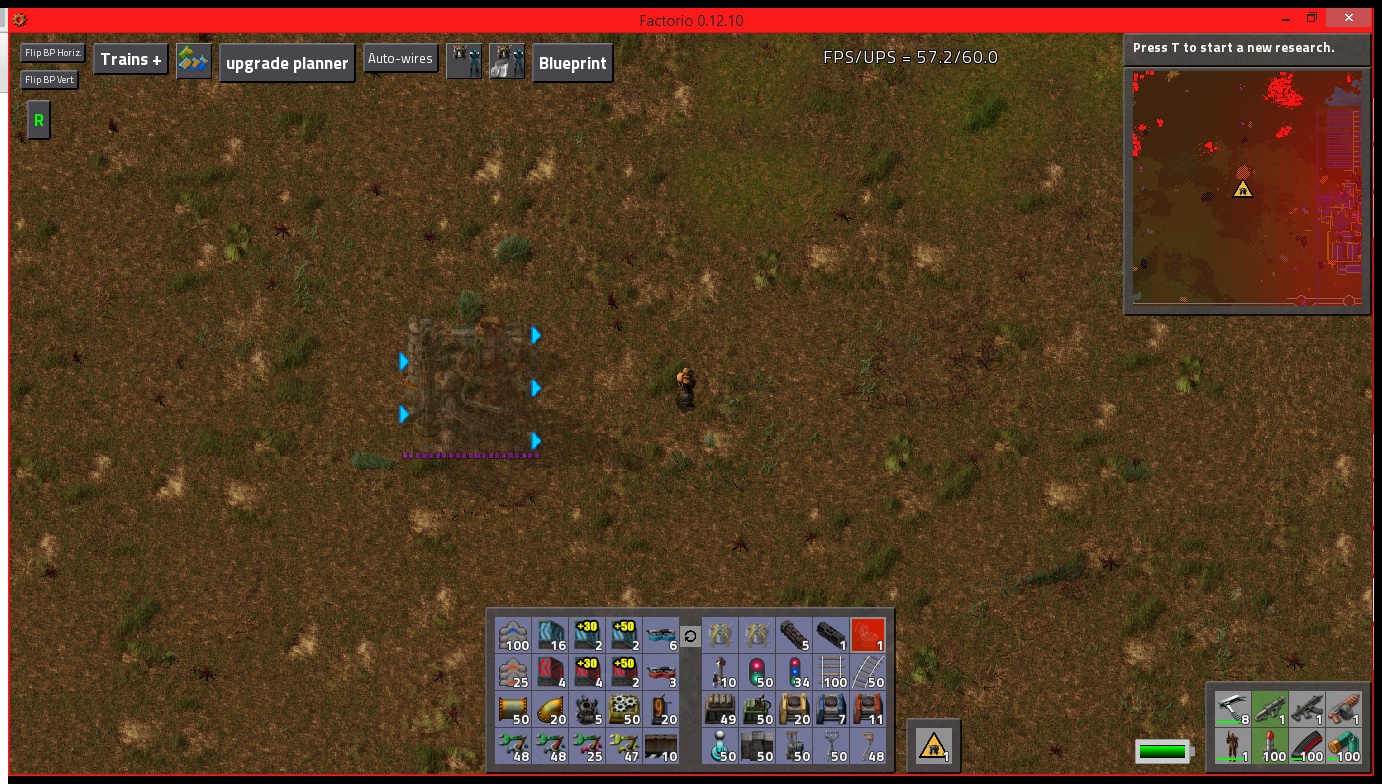 Factorio 0.12.10
Flip BP Horiz.
Flip BP Vert
Trains +
upgrade planner
Auto-wires
Blueprint
FPS/UPS = 57.2/60.0
Press T to start a new research.
R
100 16 +30 2 +50 2 6 5 1 1
25 4 +30 4 +50 2 3 10 50 34 100 50
50 20 5 50 20 49 50 20 7 11
48 48 25 47 10 50 50 50 50 48
1
8 1 1 1
1 100 100 100